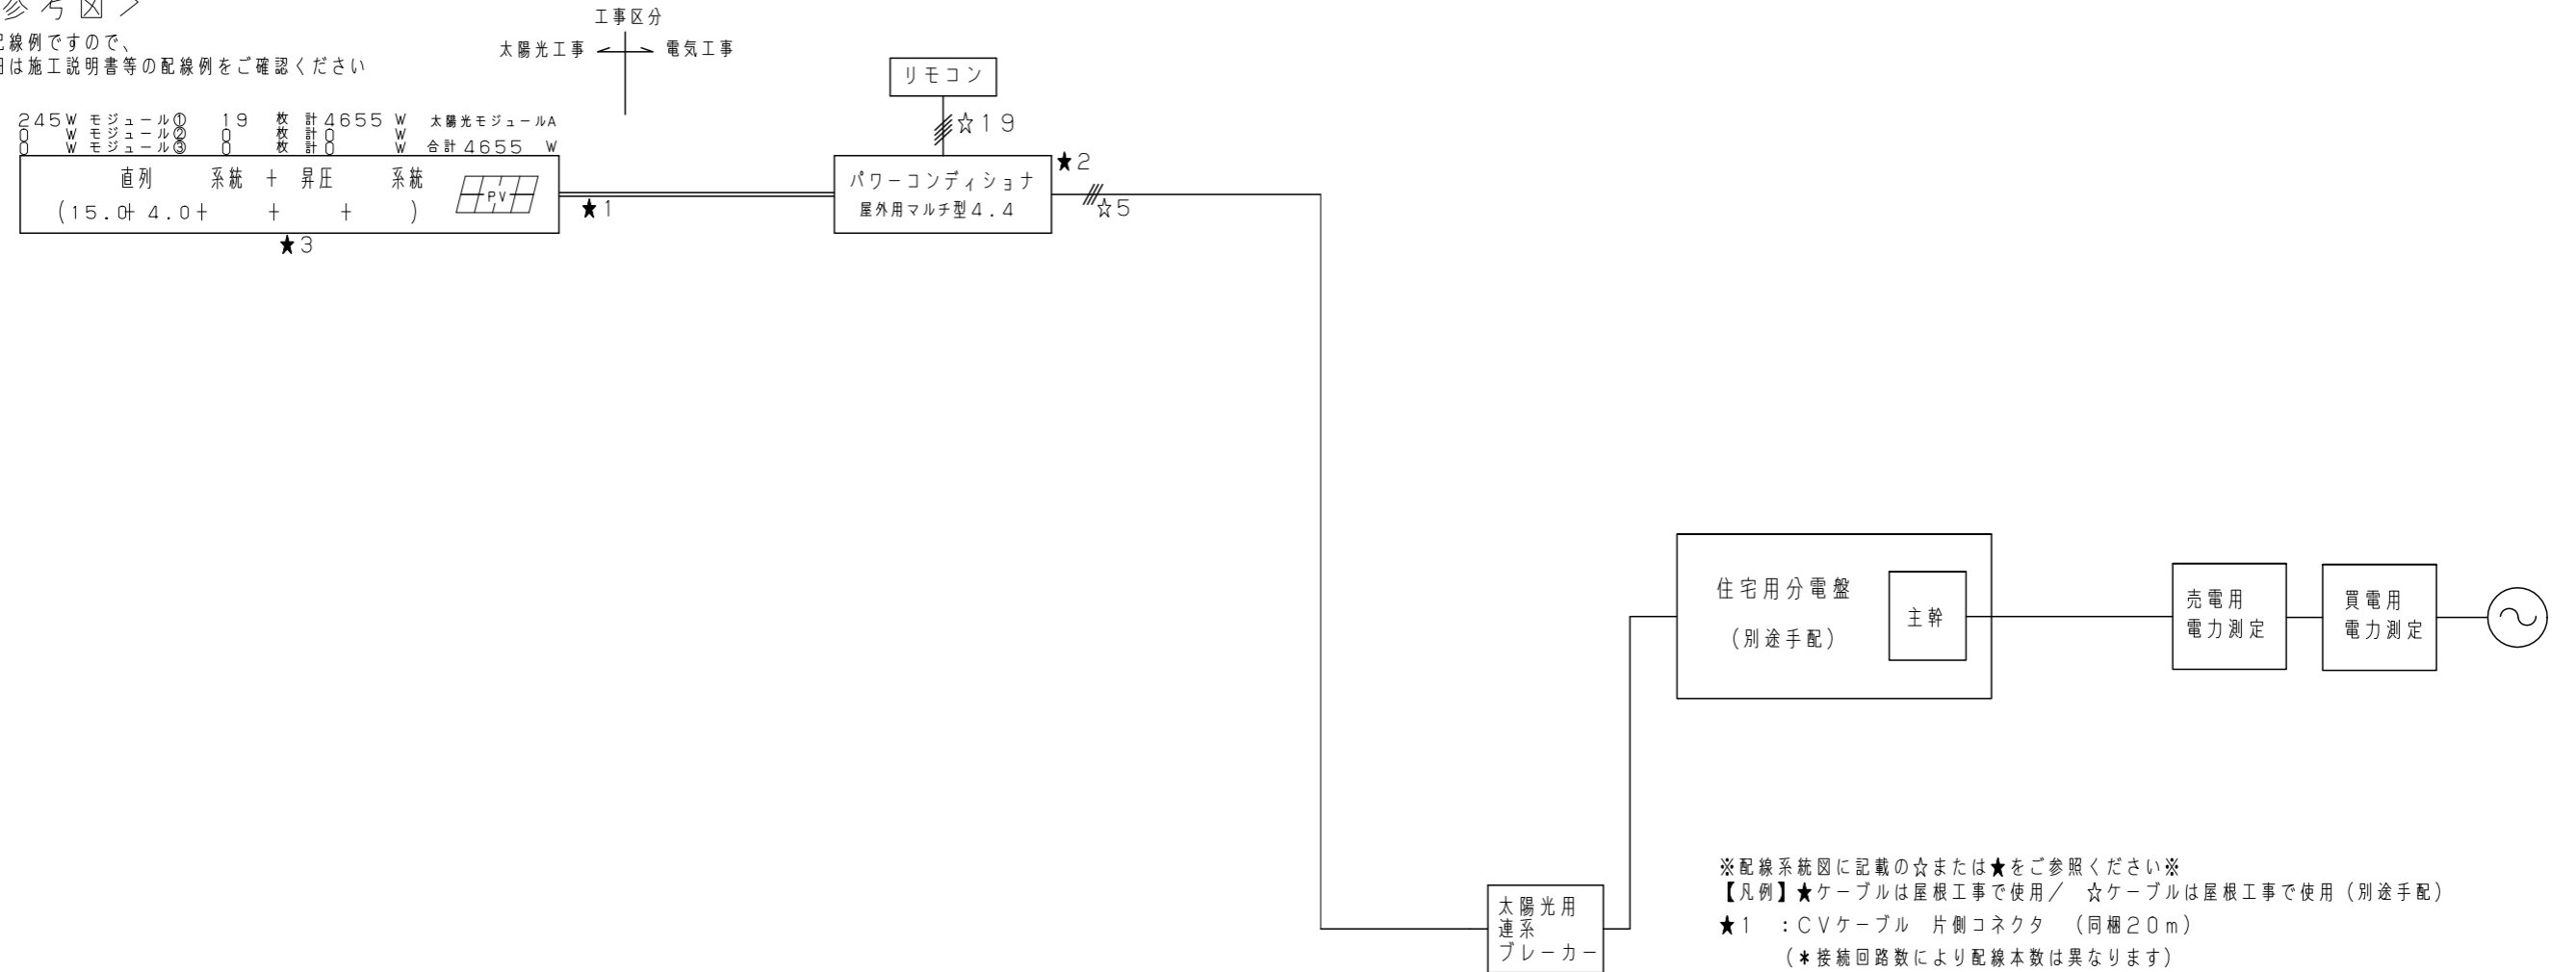 参考図>
配線例ですので、
細は施工説明書等の配線例をご確認ください
工事区分
太陽光工事 電気工事
リモコン
☆19
245W モジュール① 19 枚 計4655 W 太陽光モジュールA
0 W モジュール② 0 枚 計0 W
0 W モジュール③ 0 枚 計0 W 合計4655 W
直列 系統 + 昇圧 系統
(15.0+4.0+ + + )
PV
★1
★3
パワーコンディショナ
屋外用マルチ型4.4
★2
☆5
住宅用分電盤
(別途手配)
主幹
売電用
電力測定
買電用
電力測定
太陽光用
連系
ブレーカー
※配線系統図に記載の☆または★をご参照ください※
【凡例】★ケーブルは屋根工事で使用/ ☆ケーブルは屋根工事で使用(別途手配)
★1 :CVケーブル 片側コネクタ (同梱20m)
(*接続回路数により配線本数は異なります)